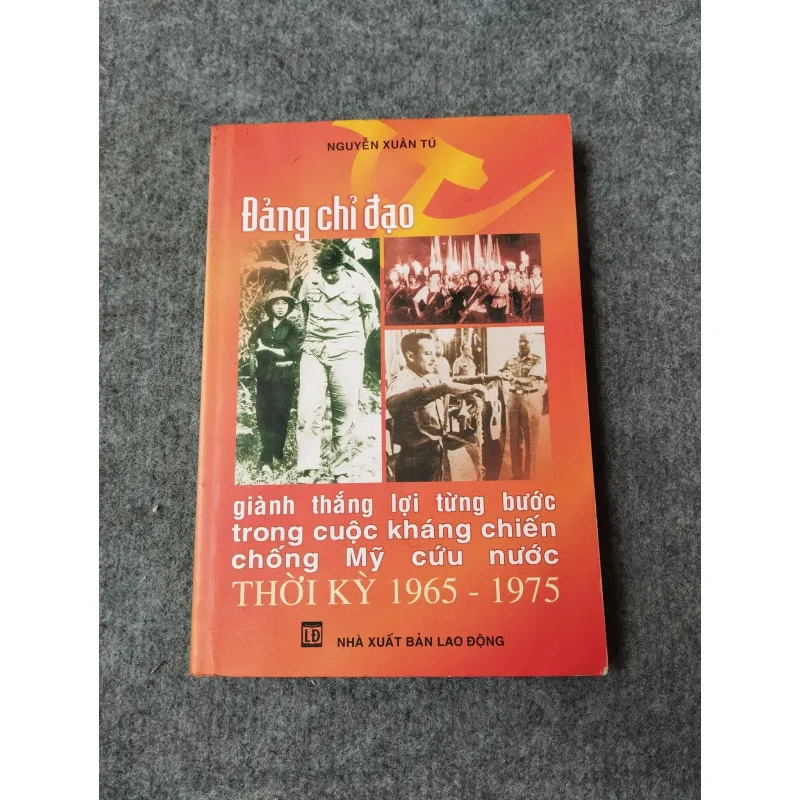 NGUYỄN XUÂN TÚ
Đảng chỉ đạo
giành thắng lợi từng bước
trong cuộc kháng chiến
chống Mỹ cứu nước
THỜI KỲ 1965 - 1975
LĐ
NHÀ XUẤT BẢN LAO ĐỘNG